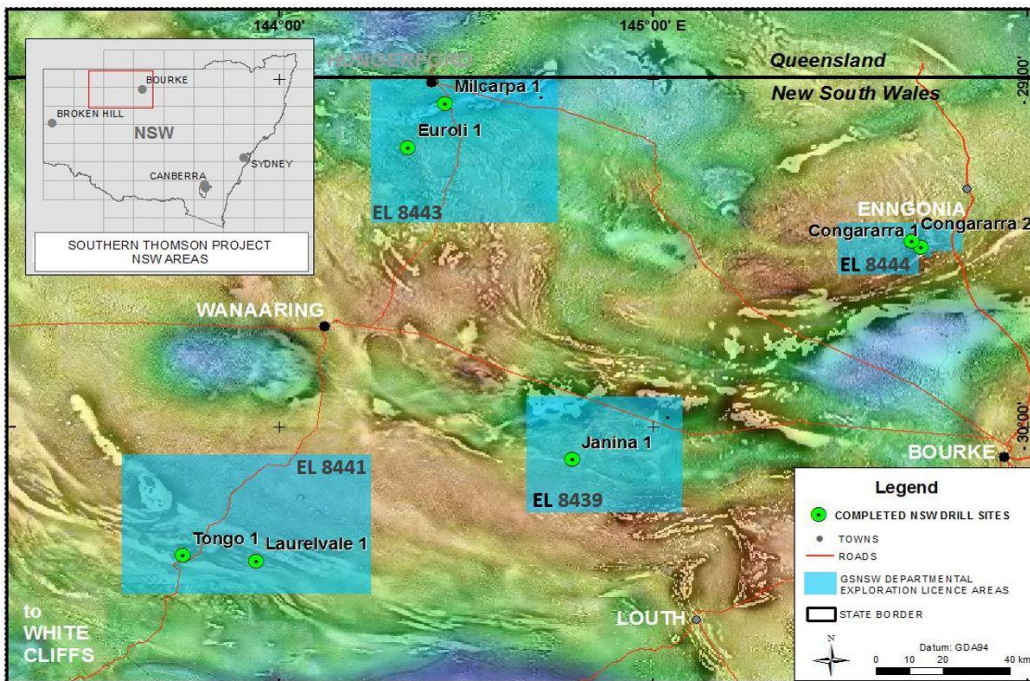 144°00'
145°00' E
HUNGERFORD
Queensland
New South Wales
29°00'
Milcarpa 1
Euroli 1
EL 8443
BOURKE
BROKEN HILL
NSW
SYDNEY
CANBERRA
SOUTHERN THOMSON PROJECT
NSW AREAS
ENNGONIA
Congararra 1
Congararra 2
EL 8444
WANAARING
30°00'
Janina 1
EL 8439
BOURKE
EL 8441
Tongo 1
Laurelvale 1
LOUTH
to
WHITE
CLIFFS
Legend
COMPLETED NSW DRILL SITES
TOWNS
ROADS
GSNSW DEPARTMENTAL
EXPLORATION LICENCE AREAS
STATE BORDER
N
Datum: GDA94
0 10 20 40 km